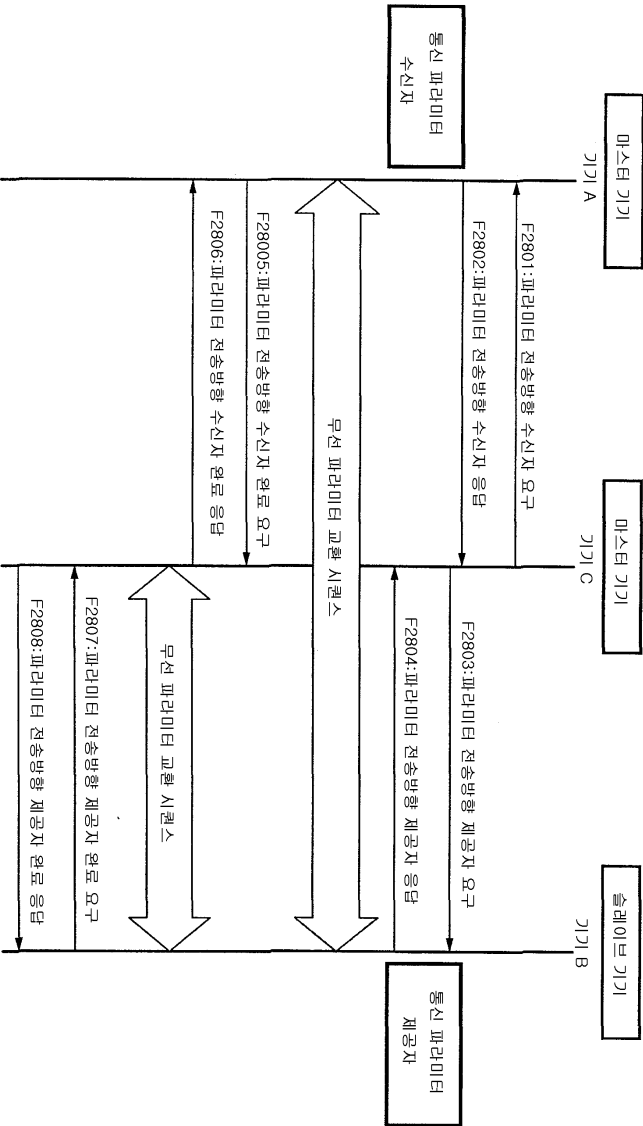 마스터 기기
기기 A
마스터 기기
기기 C
슬레이브 기기
기기 B
F2801:파라미터 전송방향 수신자 요구
F2802:파라미터 전송방향 수신자 응답
통신 파라미터
수신자
F2803:파라미터 전송방향 제공자 요구
통신 파라미터
제공자
F2804:파라미터 전송방향 제공자 응답
무선 파라미터 교환 시퀀스
F28005:파라미터 전송방향 수신자 완료 요구
F2806:파라미터 전송방향 수신자 완료 응답
무선 파라미터 교환 시퀀스
F2807:파라미터 전송방향 제공자 완료 요구
F2808:파라미터 전송방향 제공자 완료 응답